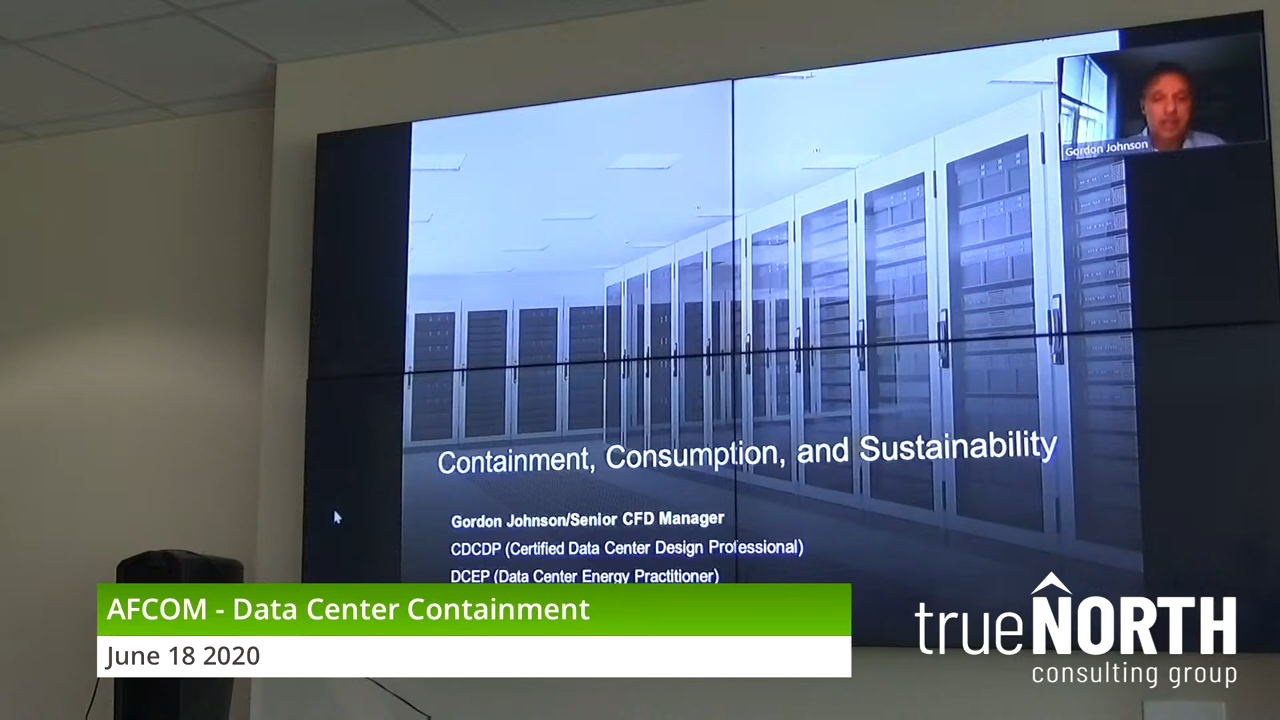 Gordon Johnson
Containment, Consumption, and Sustainability
Gordon Johnson/Senior CFD Manager
CDCDP (Certified Data Center Design Professional)
DCEP (Data Center Energy Practitioner)
AFCOM - Data Center Containment
June 18 2020
trueNORTH
consulting group